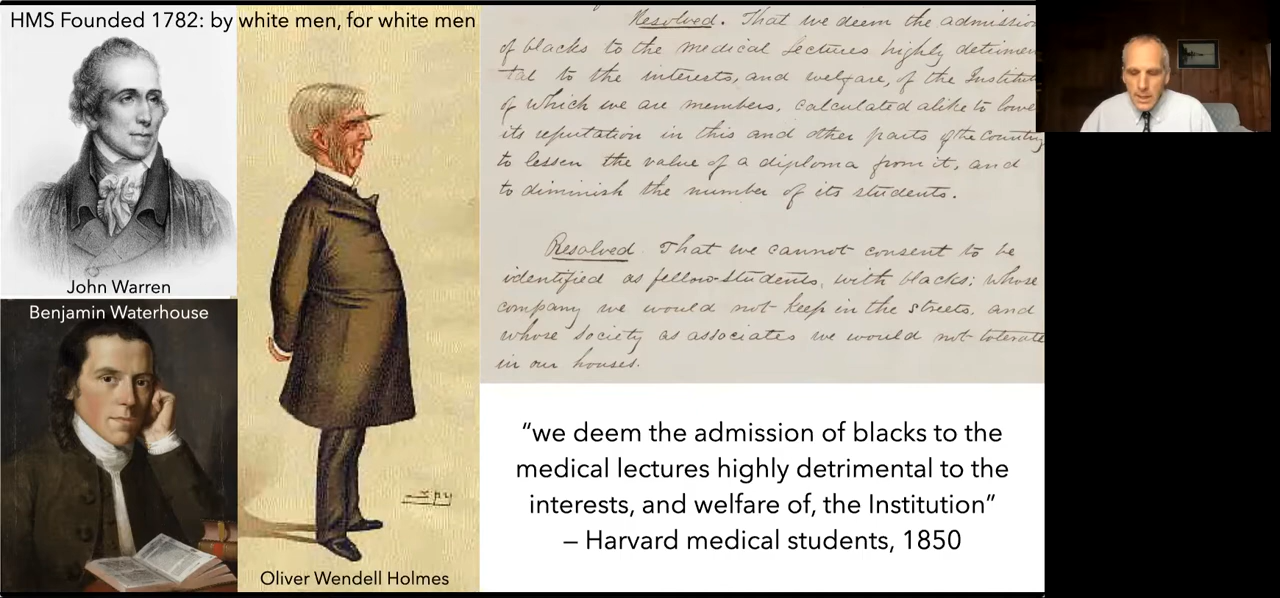 HMS Founded 1782: by white men, for white men
John Warren
Benjamin Waterhouse
Oliver Wendell Holmes
Resolved. That we deem the admissio
of blacks to the medical lectures highly detrimen
tal to the interests, and welfare, of the Institut
of which we are members, calculated alike to lowe
its reputation in this and other parts of the country
to lessen the value of a diploma from it, and
to diminish the number of its students.
Resolved. That we cannot consent to be
identified as fellow-students, with blacks; whose
company we would not keep in the streets, and
whose society as associates we would not tolerate
in our houses.
“we deem the admission of blacks to the
medical lectures highly detrimental to the
interests, and welfare of, the Institution”
– Harvard medical students, 1850